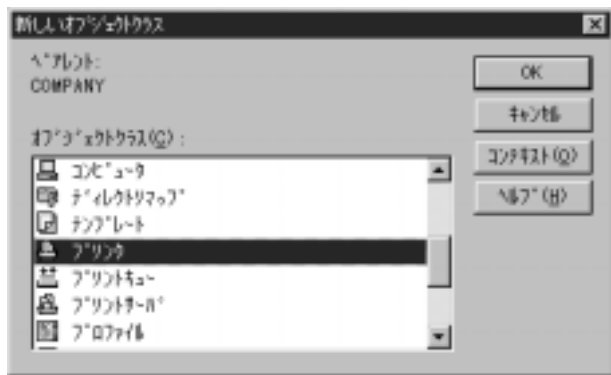 新しいｵﾌﾞｼﾞｪｸﾄｸﾗｽ
ﾍﾟｱﾚﾝﾄ:
COMPANY
ｵﾌﾞｼﾞｪｸﾄｸﾗｽ(C):
ｺﾝﾋﾟｭｰﾀ
ﾃﾞｨﾚｸﾄﾘﾏｯﾌﾟ
ﾃﾝﾌﾟﾚｰﾄ
ﾌﾟﾘﾝﾀ
ﾌﾟﾘﾝﾄｷｭｰ
ﾌﾟﾘﾝﾄｻｰﾊﾞ
ﾌﾟﾛﾌｧｲﾙ
OK
ｷｬﾝｾﾙ
ｺﾝﾃｷｽﾄ(O)
ﾍﾙﾌﾟ(H)